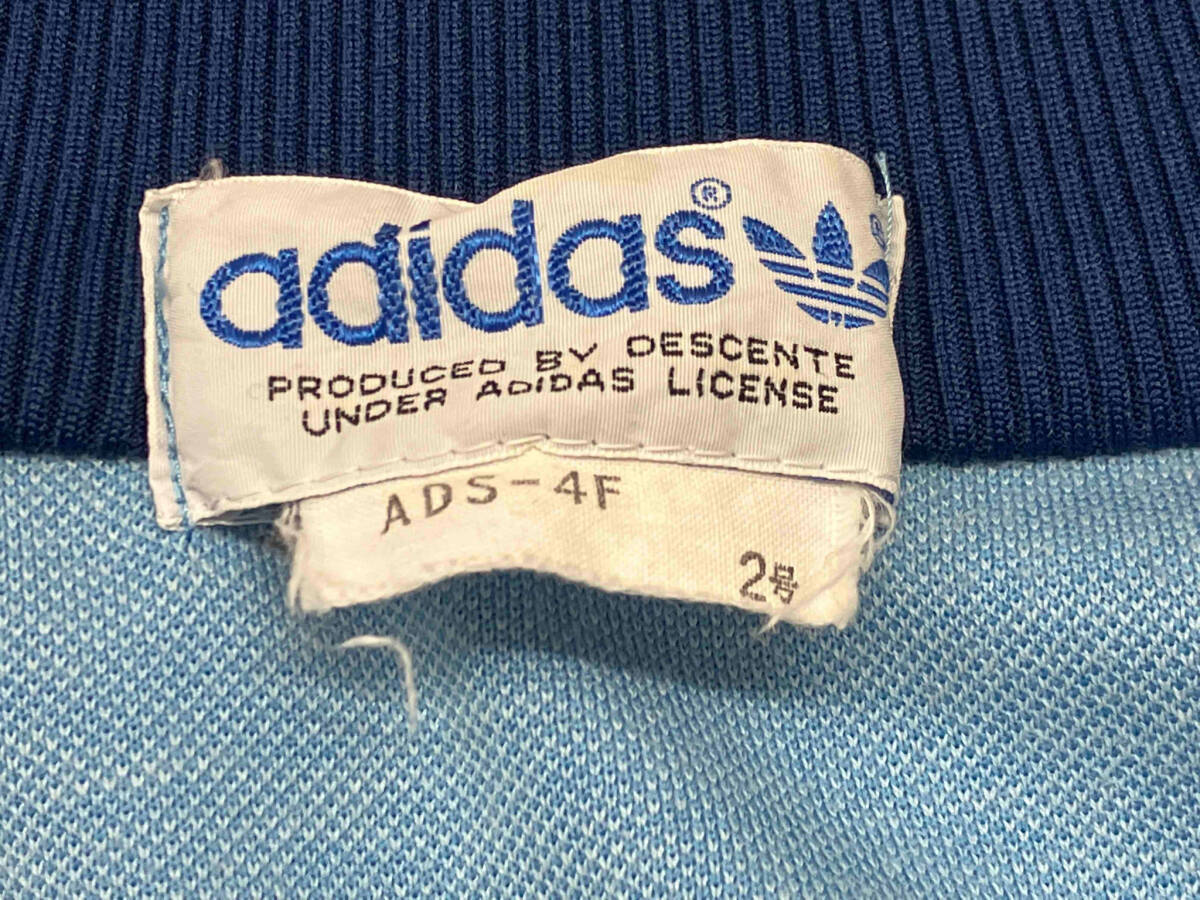 adidas®
PRODUCED BY DESCENTE
UNDER ADIDAS LICENSE
ADS-4F
2号